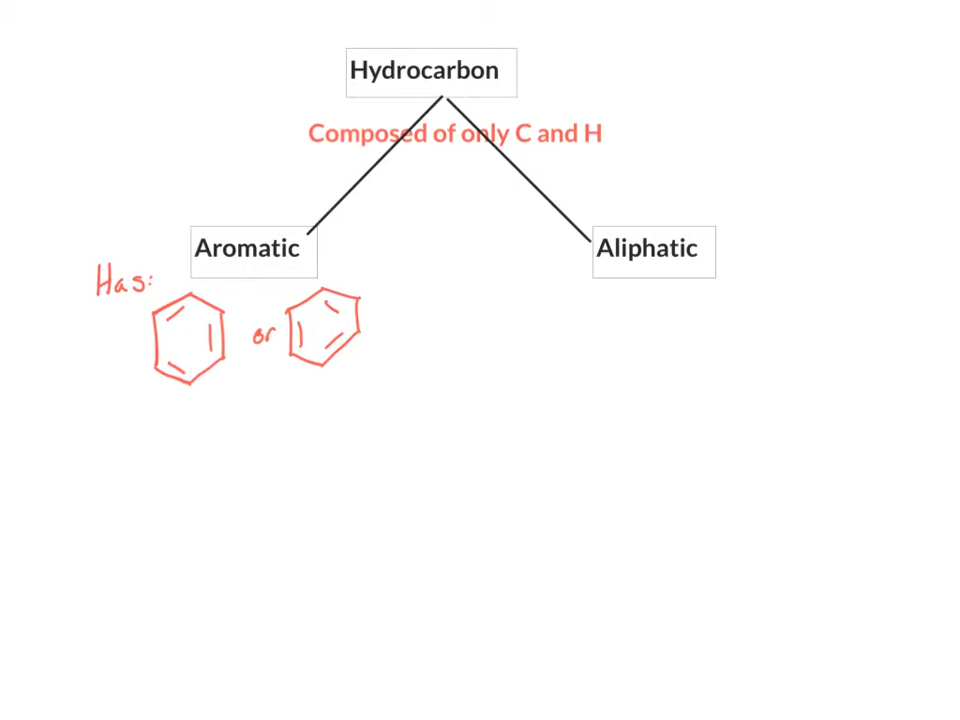 Hydrocarbon
Composed of only C and H
Aromatic
Aliphatic
Has:
or